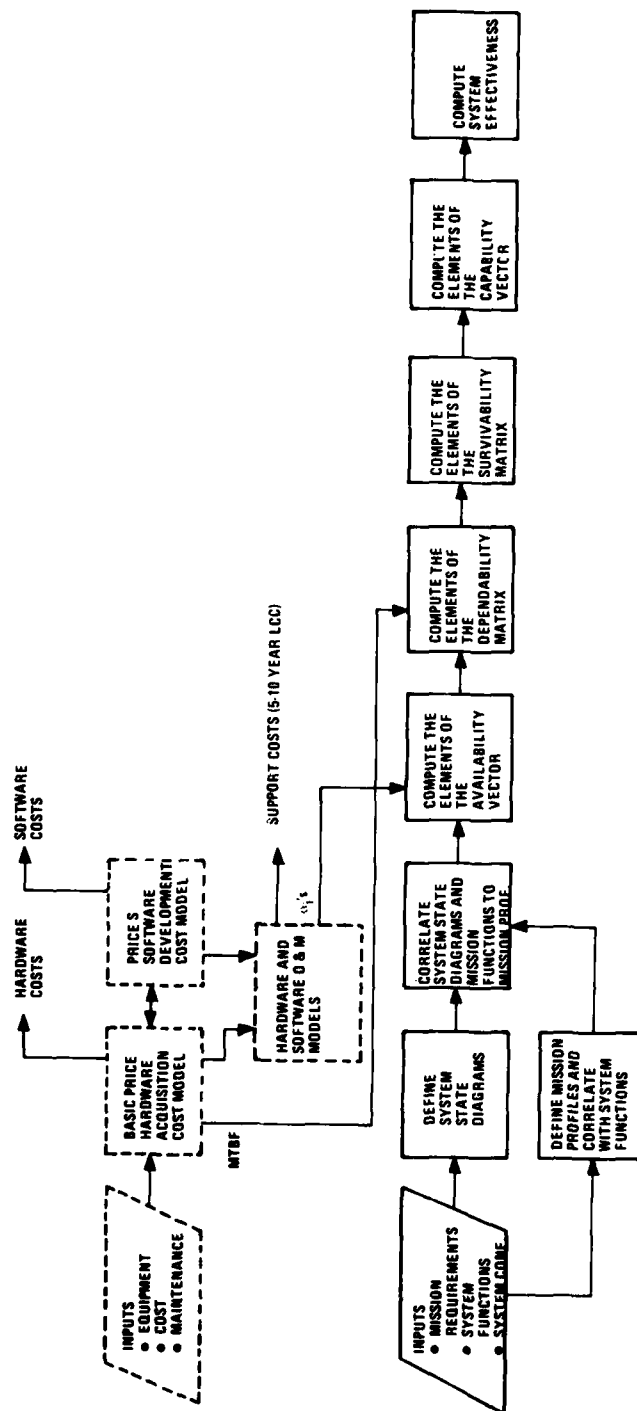 HARDWARE
COSTS
SOFTWARE
COSTS
INPUTS
● EQUIPMENT
● COST
● MAINTENANCE
BASIC PRICE
HARDWARE
ACQUISITION
COST MODEL
PRICE S
SOFTWARE
DEVELOPMENT
COST MODEL
MTBF
HARDWARE AND
SOFTWARE O & M
MODELS
SUPPORT COSTS (5-10 YEAR LCC)
INPUTS
● MISSION
REQUIREMENTS
● SYSTEM
FUNCTIONS
● SYSTEM CONF.
DEFINE
SYSTEM
STATE
DIAGRAMS
CORRELATE
SYSTEM STATE
DIAGRAMS AND
MISSION
FUNCTIONS TO
MISSION PROF.
COMPUTE THE
ELEMENTS OF
THE
AVAILABILITY
VECTOR
COMPUTE THE
ELEMENTS OF
THE
DEPENDABILITY
MATRIX
COMPUTE THE
ELEMENTS OF
THE
SURVIVABILITY
MATRIX
COMPUTE THE
ELEMENTS OF
THE
CAPABILITY
VECTOR
COMPUTE
SYSTEM
EFFECTIVENESS
DEFINE MISSION
PROFILES AND
CORRELATE
WITH SYSTEM
FUNCTIONS